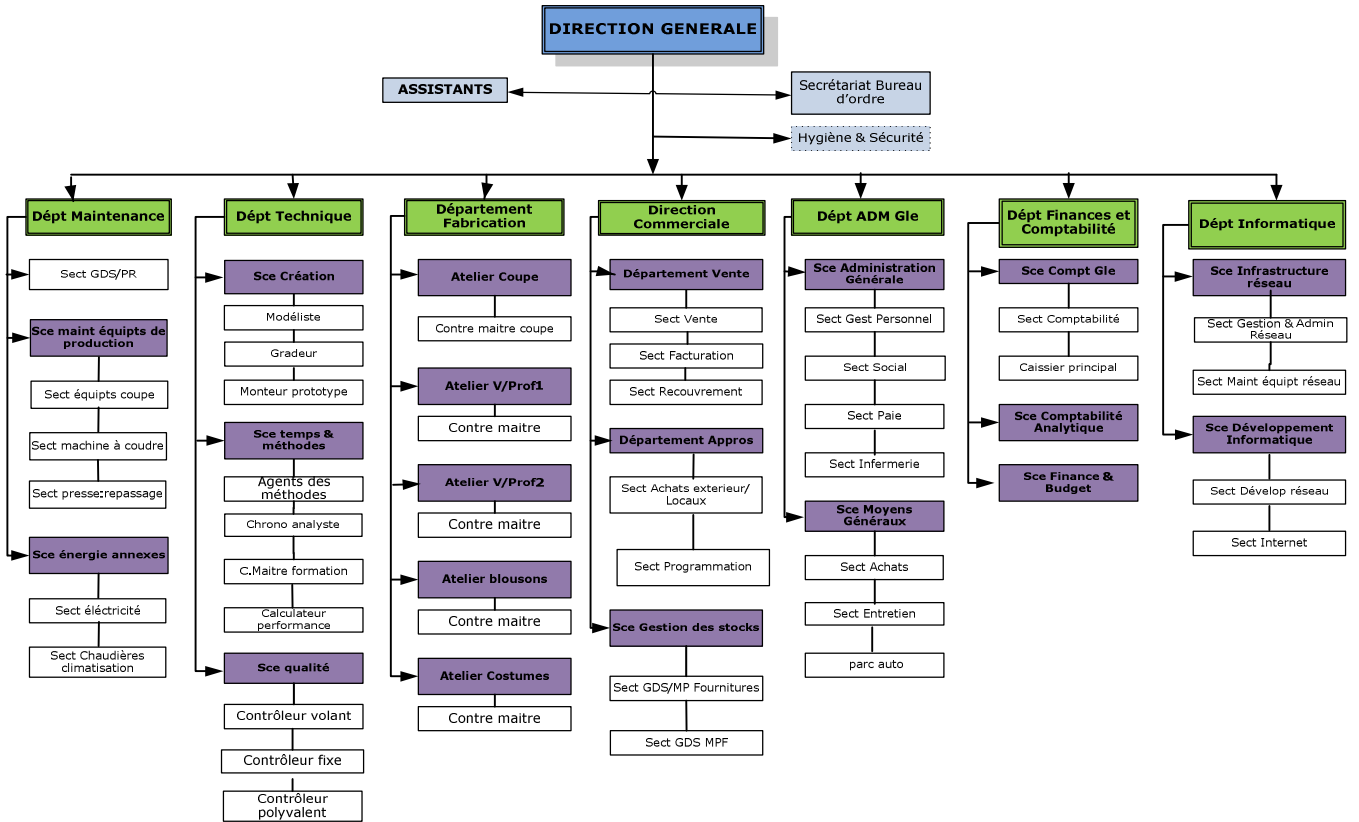 DIRECTION GENERALE
ASSISTANTS
Secrétariat Bureau
d'ordre
Hygiène & Sécurité
Dépt Maintenance
Sect GDS/PR
Sce maint équipts de
production
Sect équipts coupe
Sect machine à coudre
Sect presse:repassage
Sce énergie annexes
Sect éléctricité
Sect Chaudières
climatisation
Dépt Technique
Sce Création
Modéliste
Gradeur
Monteur prototype
Sce temps &
méthodes
Agents des
méthodes
Chrono analyste
C.Maitre formation
Calculateur
performance
Sce qualité
Contrôleur volant
Contrôleur fixe
Contrôleur
polyvalent
Département
Fabrication
Atelier Coupe
Contre maitre coupe
Atelier V/Prof1
Contre maitre
Atelier V/Prof2
Contre maitre
Atelier blousons
Contre maitre
Atelier Costumes
Contre maitre
Direction
Commerciale
Département Vente
Sect Vente
Sect Facturation
Sect Recouvrement
Département Appros
Sect Achats exterieur/
Locaux
Sect Programmation
Sce Gestion des stocks
Sect GDS/MP Fournitures
Sect GDS MPF
Dépt ADM Gle
Sce Administration
Générale
Sect Gest Personnel
Sect Social
Sect Paie
Sect Infermerie
Sce Moyens
Généraux
Sect Achats
Sect Entretien
parc auto
Dépt Finances et
Comptabilité
Sce Compt Gle
Sect Comptabilité
Caissier principal
Sce Comptabilité
Analytique
Sce Finance &
Budget
Dépt Informatique
Sce Infrastructure
réseau
Sect Gestion & Admin
Réseau
Sect Maint équipt réseau
Sce Développement
Informatique
Sect Dévelop réseau
Sect Internet